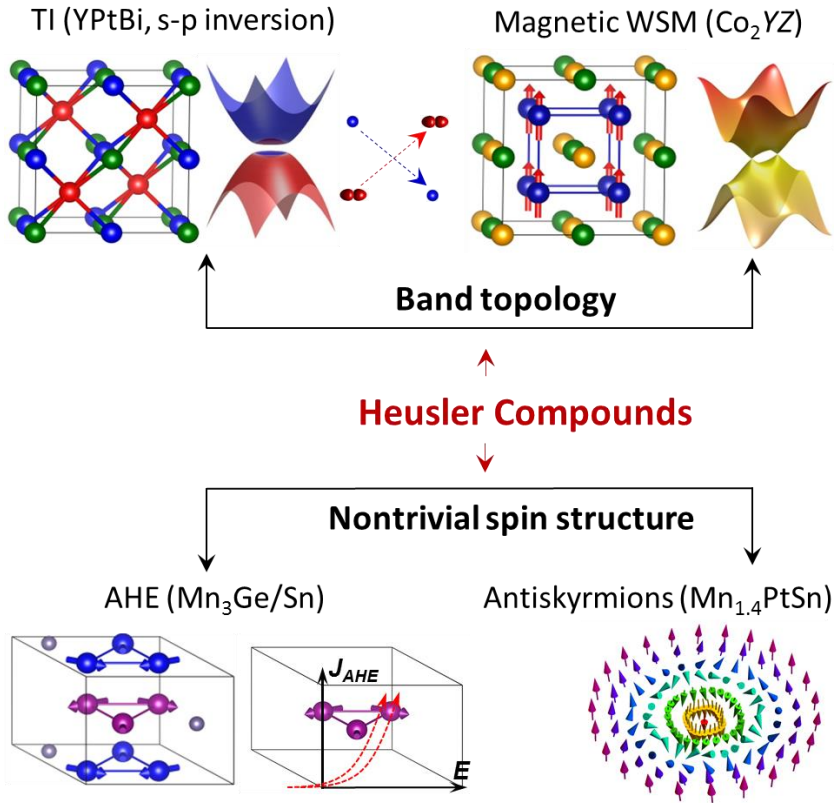 TI (YPtBi, s-p inversion)
Magnetic WSM (Co₂YZ)
Band topology
Heusler Compounds
Nontrivial spin structure
AHE (Mn₃Ge/Sn)
Antiskyrmions (Mn₁.₄PtSn)
J_AHE
E